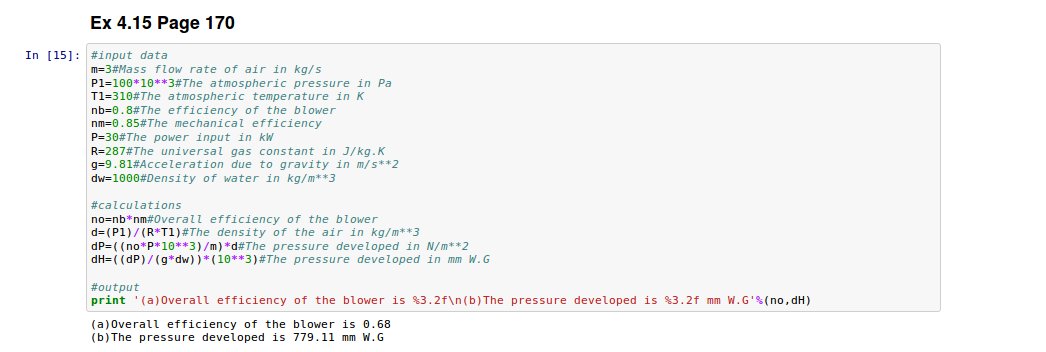 Ex 4.15 Page 170
In [15]:
#input data
m=3#Mass flow rate of air in kg/s
P1=100*10**3#The atmospheric pressure in Pa
T1=310#The atmospheric temperature in K
nb=0.8#The efficiency of the blower
nm=0.85#The mechanical efficiency
P=30#The power input in kW
R=287#The universal gas constant in J/kg.K
g=9.81#Acceleration due to gravity in m/s**2
dw=1000#Density of water in kg/m**3
#calculations
no=nb*nm#Overall efficiency of the blower
d=(P1)/(R*T1)#The density of the air in kg/m**3
dP=((no*P*10**3)/m)*d#The pressure developed in N/m**2
dH=((dP)/(g*dw))*(10**3)#The pressure developed in mm W.G
#output
print '(a)Overall efficiency of the blower is %3.2f\n(b)The pressure developed is %3.2f mm W.G'%(no,dH)
(a)Overall efficiency of the blower is 0.68
(b)The pressure developed is 779.11 mm W.G